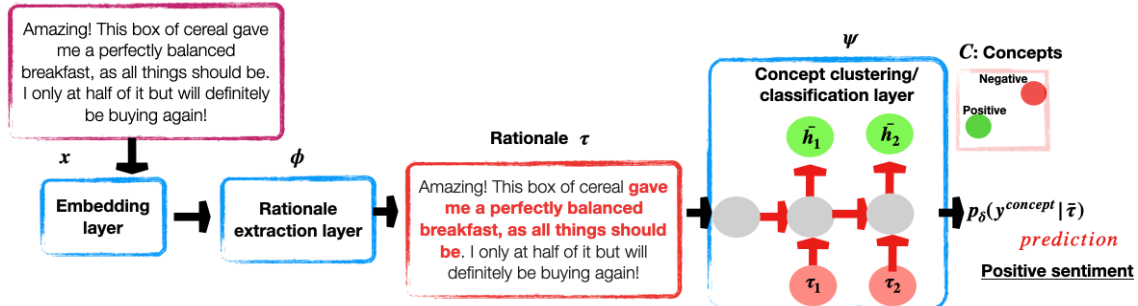 Amazing! This box of cereal gave
me a perfectly balanced
breakfast, as all things should be.
I only at half of it but will definitely
be buying again!
x
Embedding
layer
ϕ
Rationale
extraction layer
Rationale τ
Amazing! This box of cereal gave
me a perfectly balanced
breakfast, as all things should
be. I only at half of it but will
definitely be buying again!
ψ
Concept clustering/
classification layer
h̄₁
h̄₂
τ₁
τ₂
C: Concepts
Negative
Positive
pδ(y^concept | τ̄)
prediction
Positive sentiment